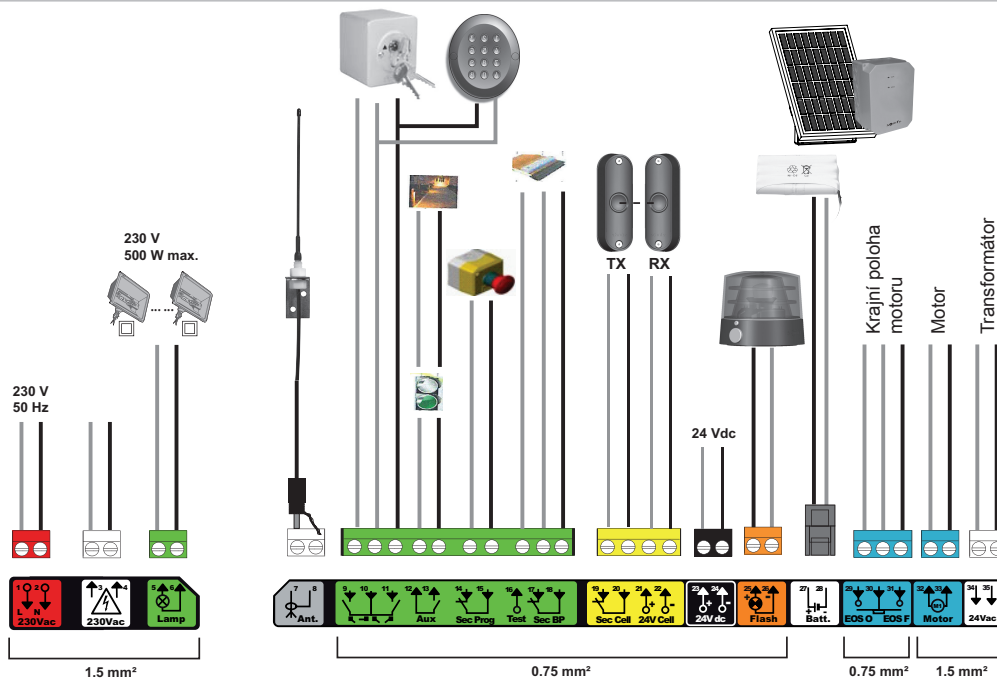 230 V
500 W max.
230 V
50 Hz
TX
RX
24 Vdc
Krajní poloha
motoru
Motor
Transformátor
1 2
L N
230Vac
3 4
230Vac
5 6
Lamp
7 8
Ant.
9 10 11
12 13
Aux
14 15
Sec Prog
16
Test
17 18
Sec BP
19 20
Sec Cell
21 22
24V Cell
23 24
24V dc
25 26
Flash
27 28
Batt.
29 30 31
EOS O EOS F
32 33
M1
Motor
34 35
24Vac
1.5 mm²
0.75 mm²
0.75 mm²
1.5 mm²